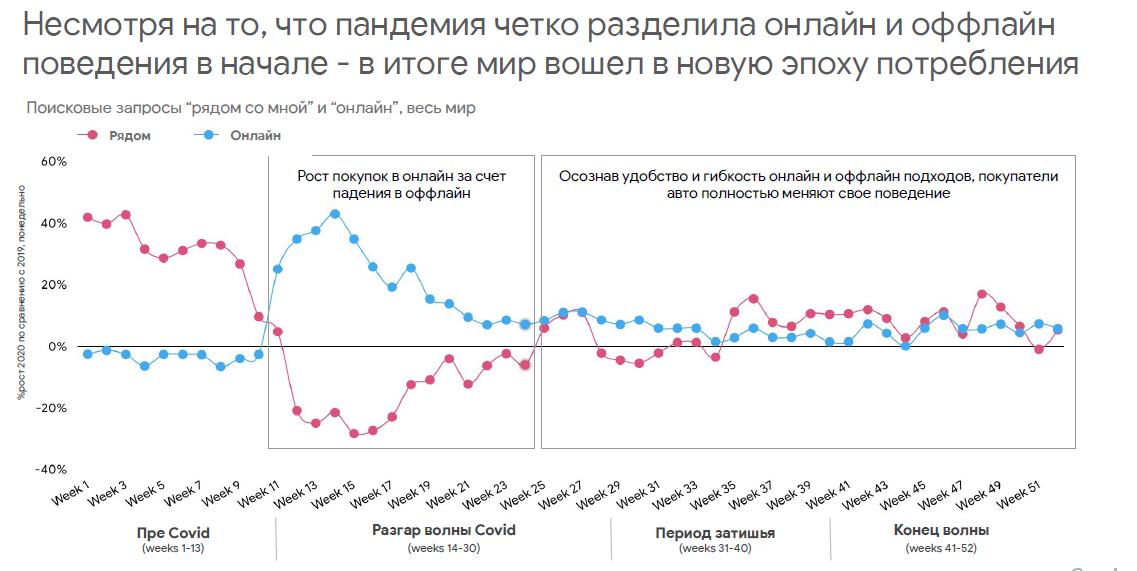 Несмотря на то, что пандемия четко разделила онлайн и оффлайн
поведения в начале - в итоге мир вошел в новую эпоху потребления
Поисковые запросы “рядом со мной” и “онлайн”, весь мир
Рядом
Онлайн
%рост 2020 по сравнению с 2019, понедельно
60%
40%
20%
0%
-20%
-40%
Рост покупок в онлайн за счет
падения в оффлайн
Осознав удобство и гибкость онлайн и оффлайн подходов, покупатели
авто полностью меняют свое поведение
Week 1
Week 3
Week 5
Week 7
Week 9
Week 11
Week 13
Week 15
Week 17
Week 19
Week 21
Week 23
Week 25
Week 27
Week 29
Week 31
Week 33
Week 35
Week 37
Week 39
Week 41
Week 43
Week 45
Week 47
Week 49
Week 51
Пре Covid
(weeks 1-13)
Разгар волны Covid
(weeks 14-30)
Период затишья
(weeks 31-40)
Конец волны
(weeks 41-52)